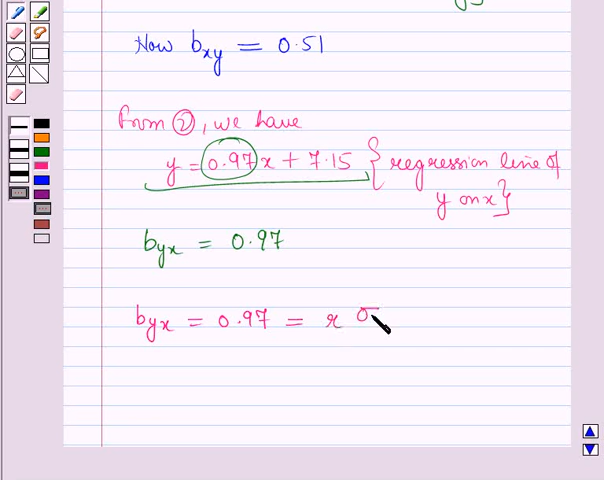 Now bxy = 0.51
From ②, we have
y = 0.97x + 7.15 { regression line of
y on x }
byx = 0.97
byx = 0.97 = r σ